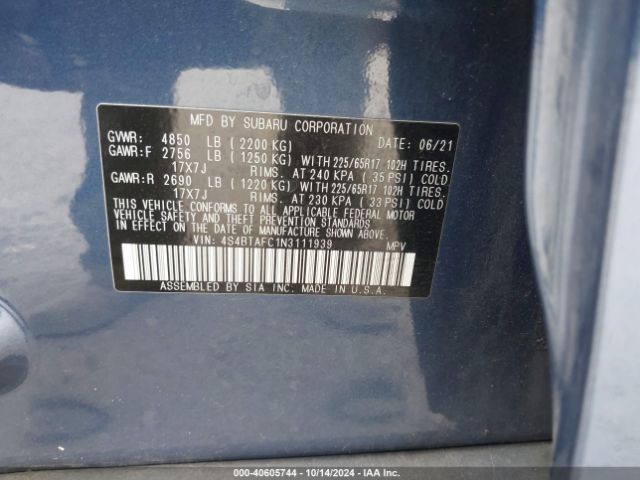 MFD BY SUBARU CORPORATION
GVWR: 4850 LB ( 2200 KG) DATE: 06/21
GAWR:F 2756 LB ( 1250 KG) WITH 225/65R17 102H TIRES.
17X7J RIMS. AT 240 KPA ( 35 PSI) COLD
GAWR:R 2690 LB ( 1220 KG) WITH 225/65R17 102H TIRES.
17X7J RIMS. AT 230 KPA ( 33 PSI) COLD
THIS VEHICLE CONFORMS TO ALL APPLICABLE FEDERAL MOTOR
VEHICLE SAFETY AND THEFT PREVENTION STANDARDS
IN EFFECT ON THE DATE OF MANUFACTURE SHOWN ABOVE.
VIN: 4S4BTAFC1N3111939 MPV
ASSEMBLED BY SIA INC. MADE IN U.S.A.
000-40605744 - 10/14/2024 - IAA Inc.